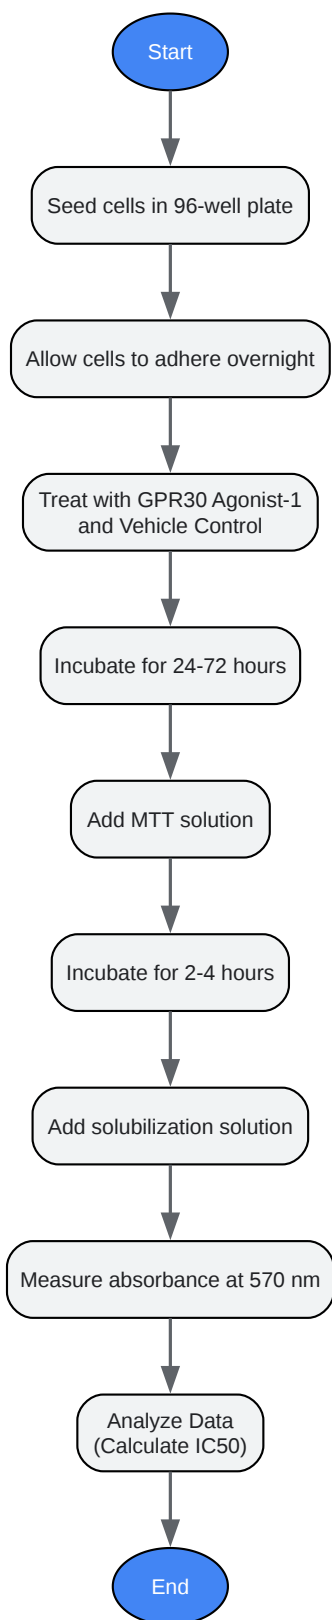 Start
Seed cells in 96-well plate
Allow cells to adhere overnight
Treat with GPR30 Agonist-1
and Vehicle Control
Incubate for 24-72 hours
Add MTT solution
Incubate for 2-4 hours
Add solubilization solution
Measure absorbance at 570 nm
Analyze Data
(Calculate IC50)
End